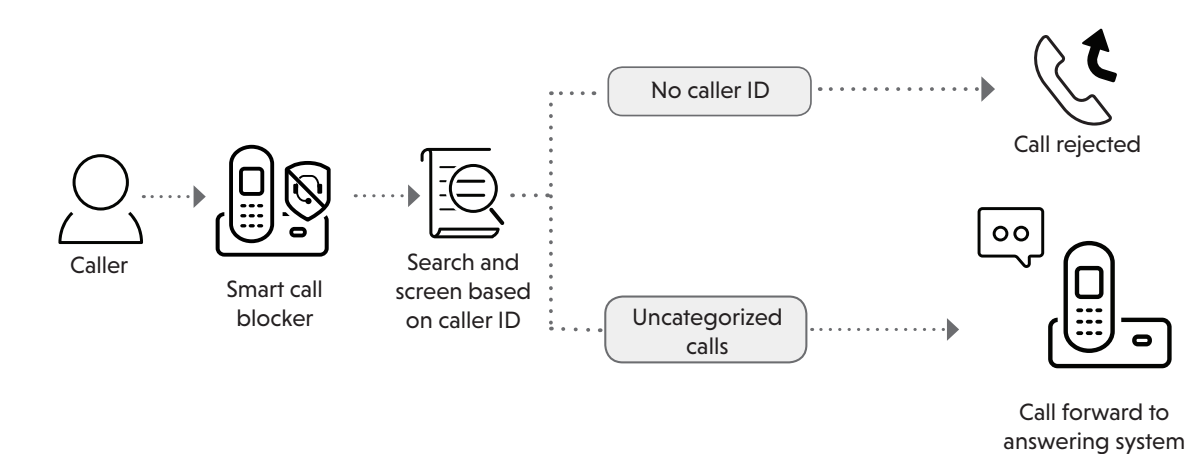 Caller
Smart call
blocker
Search and
screen based
on caller ID
No caller ID
Call rejected
Uncategorized
calls
Call forward to
answering system